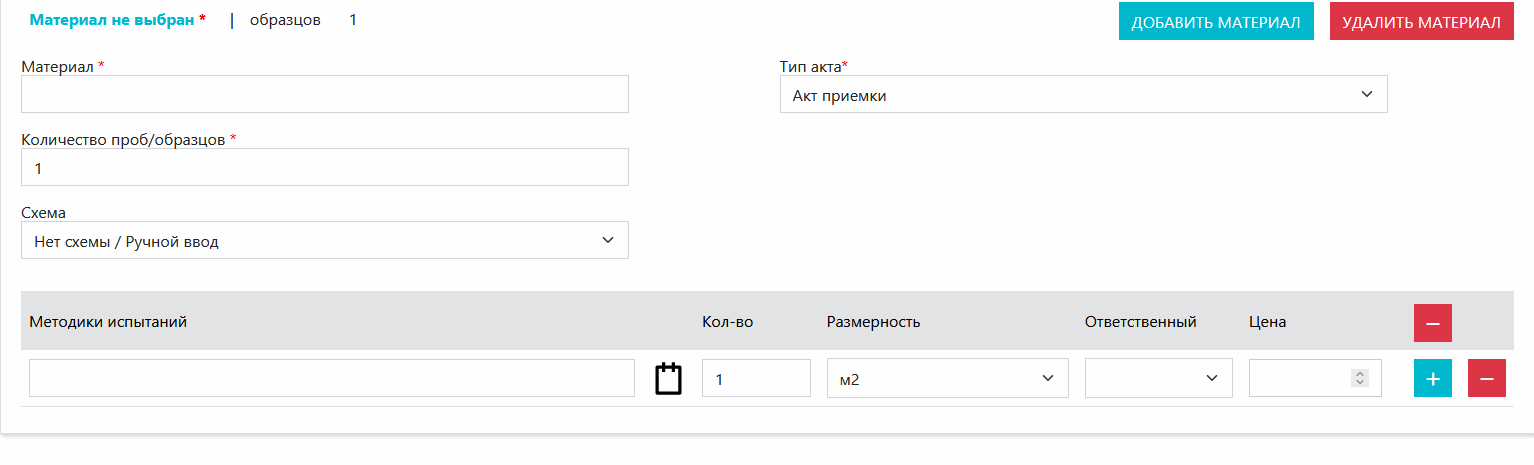 Материал не выбран * | образцов 1 ДОБАВИТЬ МАТЕРИАЛ УДАЛИТЬ МАТЕРИАЛ
Материал * Тип акта*
Акт приемки
Количество проб/образцов *
1
Схема
Нет схемы / Ручной ввод
Методики испытаний Кол-во Размерность Ответственный Цена −
1 м2 + −